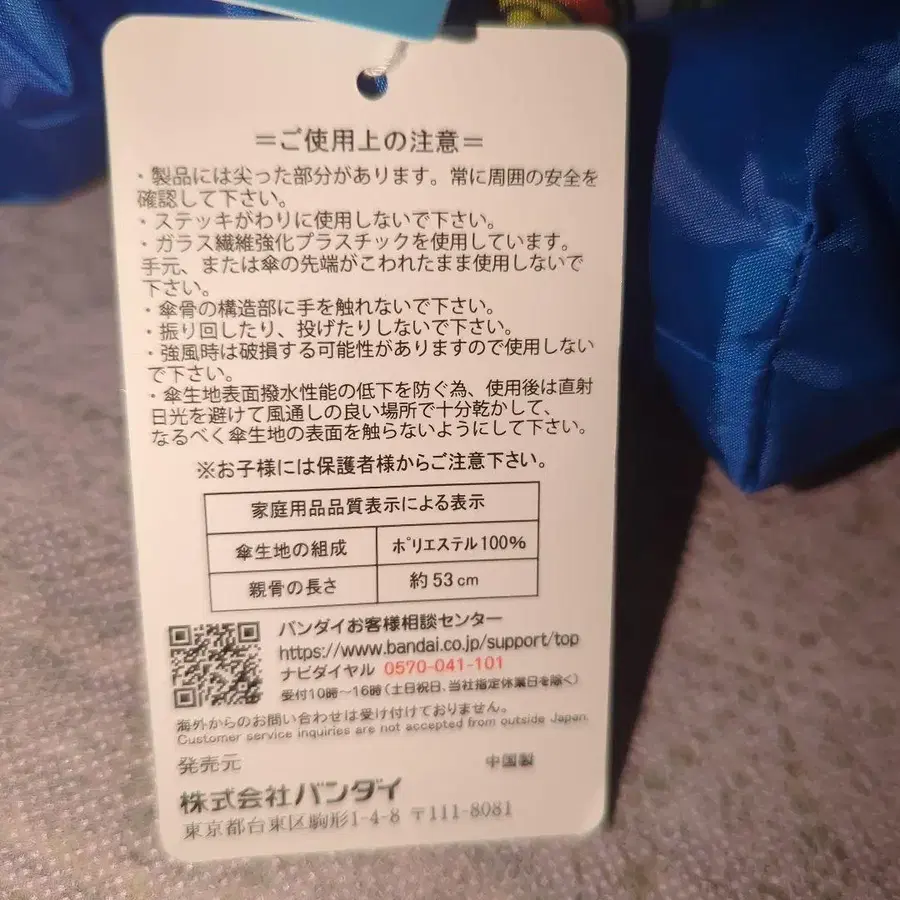 ＝ご使用上の注意＝
・製品には尖った部分があります。常に周囲の安全を
確認して下さい。
・ステッキがわりに使用しないで下さい。
・ガラス繊維強化プラスチックを使用しています。
手元、または傘の先端がこわれたまま使用しないで
下さい。
・傘骨の構造部に手を触れないで下さい。
・振り回したり、投げたりしないで下さい。
・強風時は破損する可能性がありますので使用しない
で下さい。
・傘生地表面撥水性能の低下を防ぐ為、使用後は直射
日光を避けて風通しの良い場所で十分乾かして、
なるべく傘生地の表面を触らないようにして下さい。
※お子様には保護者様からご注意下さい。
家庭用品品質表示による表示
傘生地の組成 ポリエステル100%
親骨の長さ 約53cm
バンダイお客様相談センター
https://www.bandai.co.jp/support/top
ナビダイヤル 0570-041-101
受付10時～16時(土日祝日、当社指定休業日を除く)
海外からのお問い合わせは受け付けておりません。
Customer service inquiries are not accepted from outside Japan.
発売元 中国製
株式会社バンダイ
東京都台東区駒形1-4-8 〒111-8081